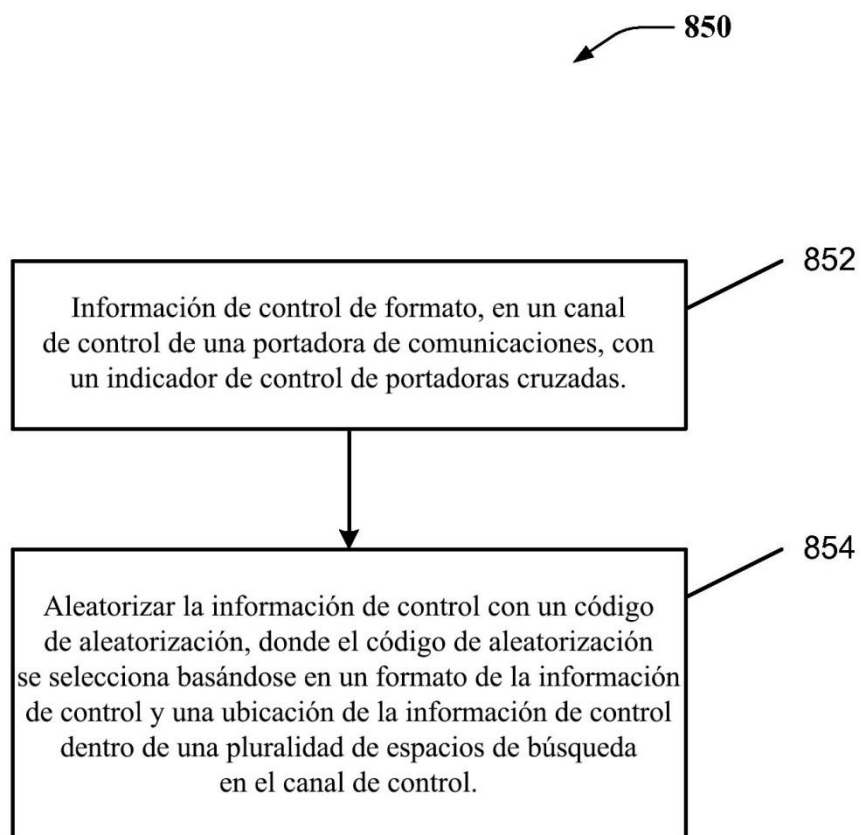 850
852
Información de control de formato, en un canal
de control de una portadora de comunicaciones, con
un indicador de control de portadoras cruzadas.
854
Aleatorizar la información de control con un código
de aleatorización, donde el código de aleatorización
se selecciona basándose en un formato de la información
de control y una ubicación de la información de control
dentro de una pluralidad de espacios de búsqueda
en el canal de control.